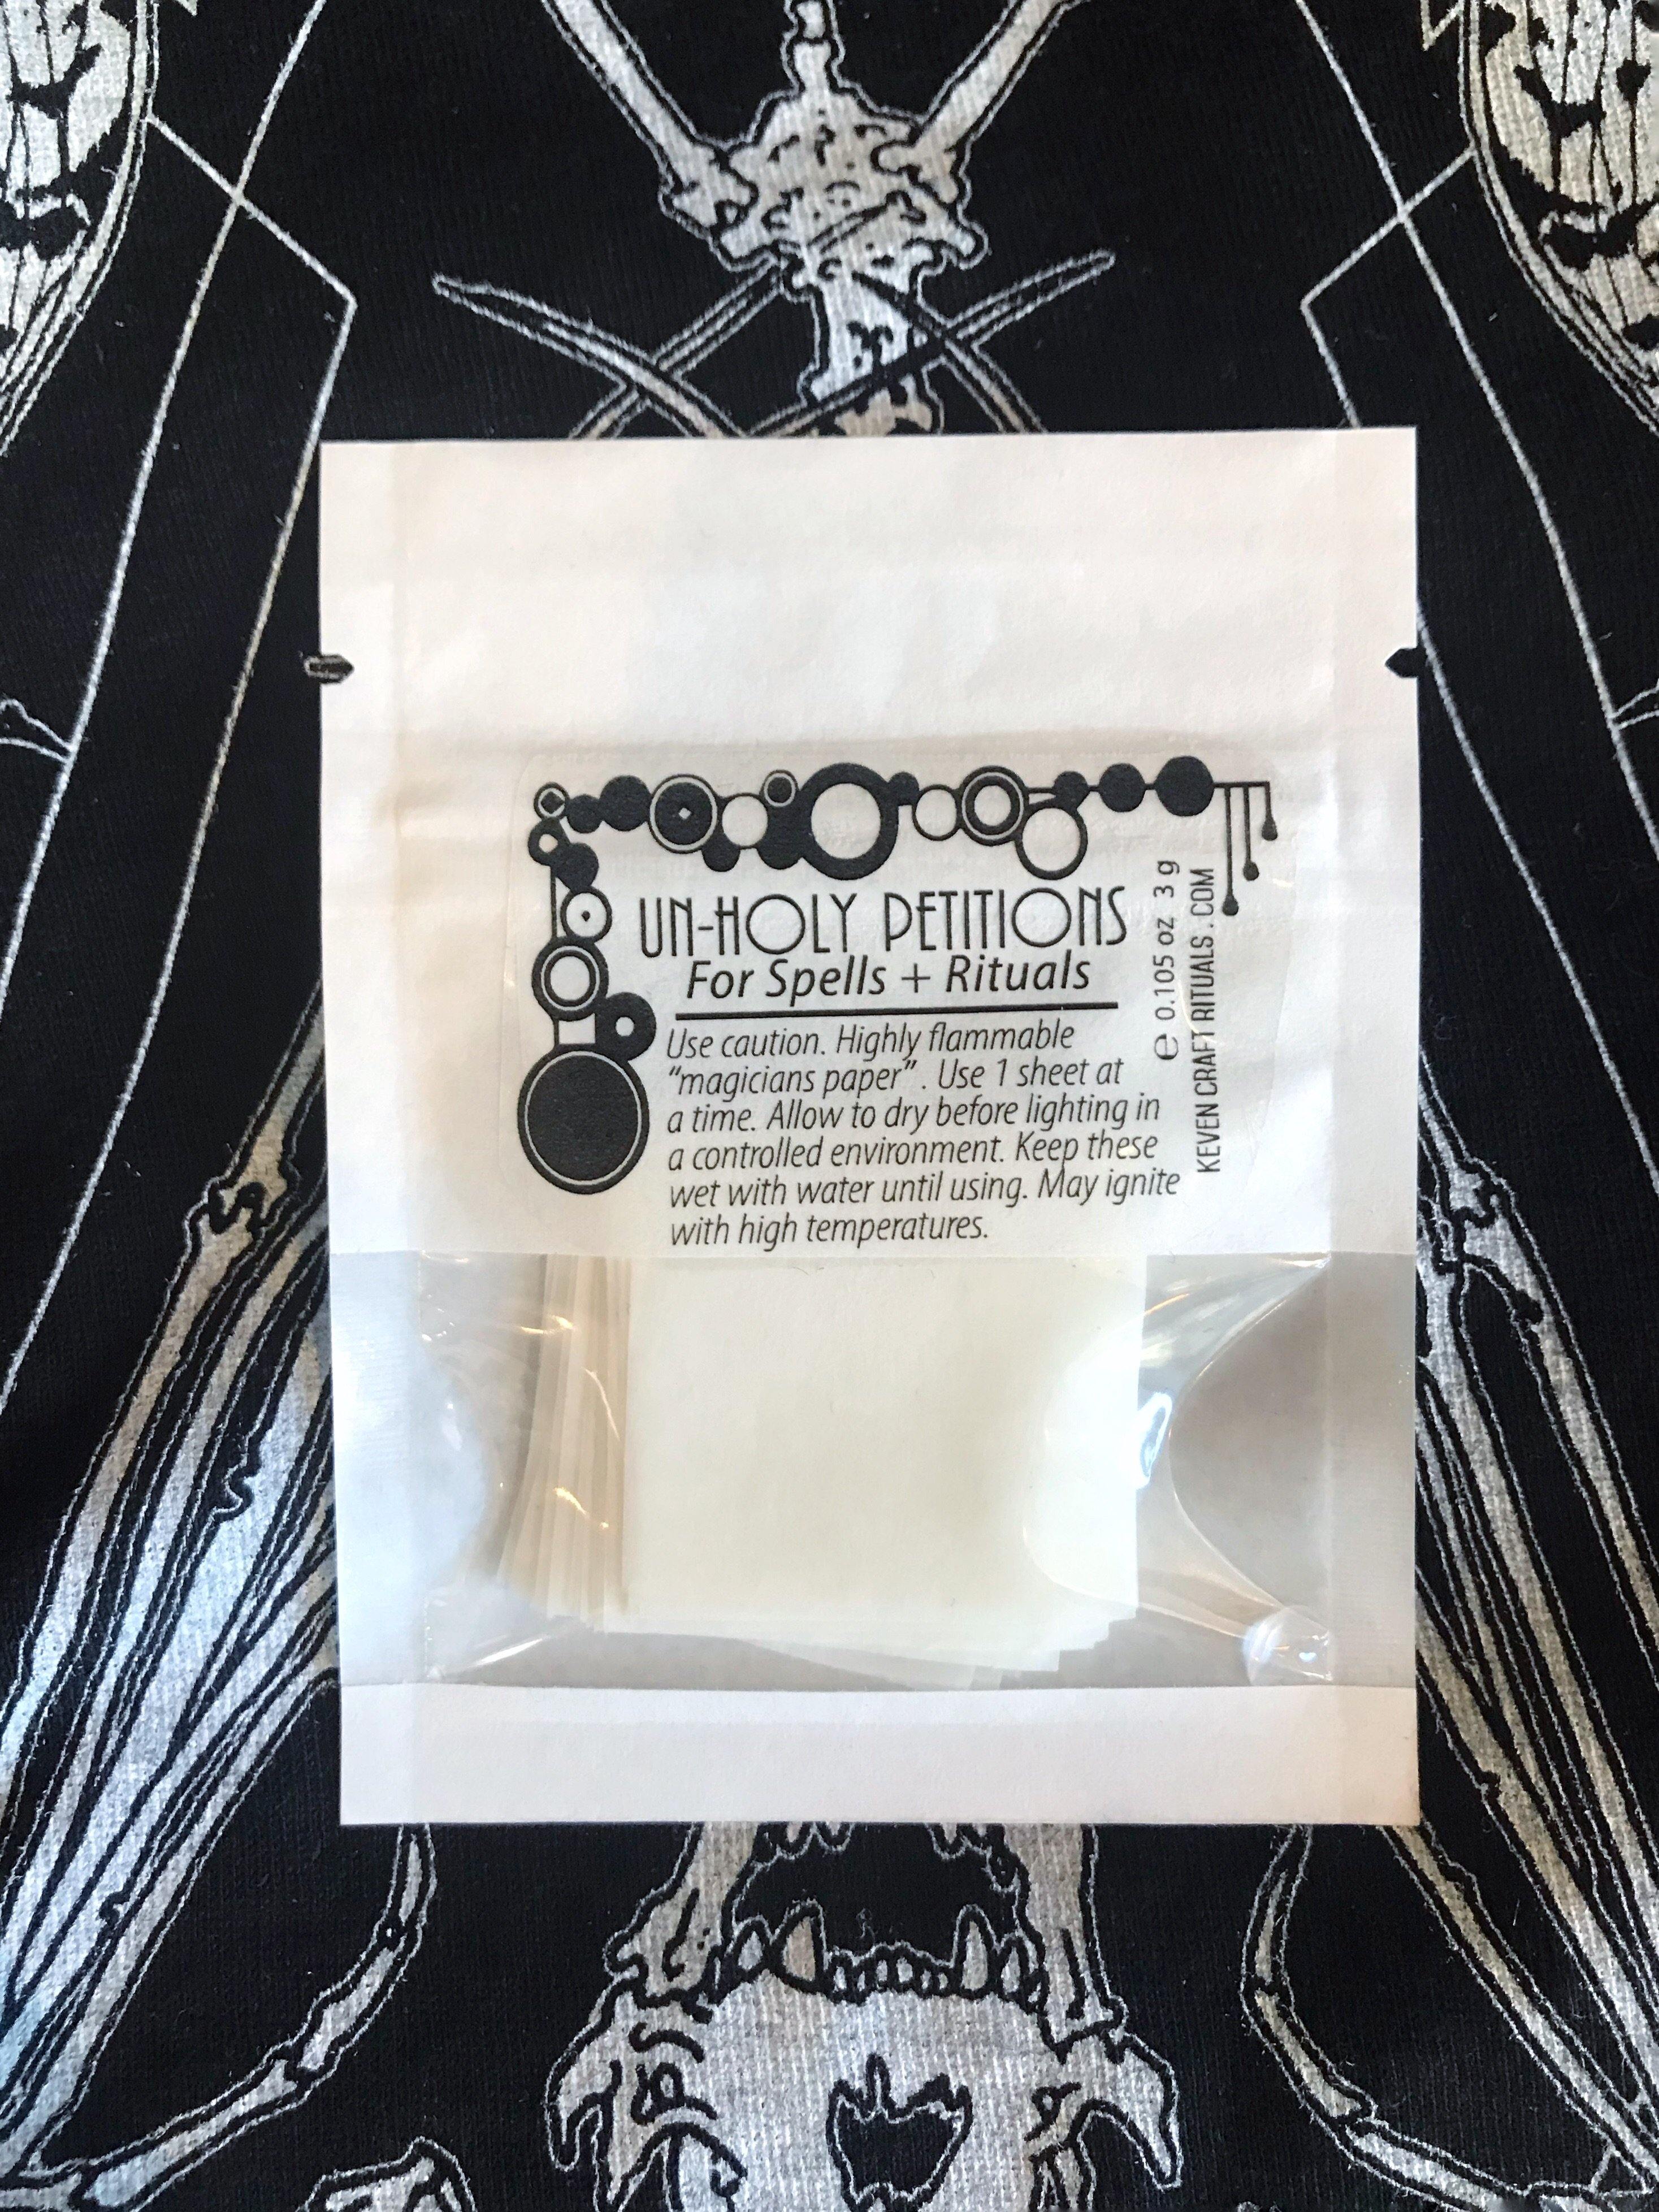 UN-HOLY PETITIONS
For Spells + Rituals
Use caution. Highly flammable
“magicians paper” . Use 1 sheet at
a time. Allow to dry before lighting in
a controlled environment. Keep these
wet with water until using. May ignite
with high temperatures.
℮ 0.105 oz 3 g
KEVEN CRAFT RITUALS . COM